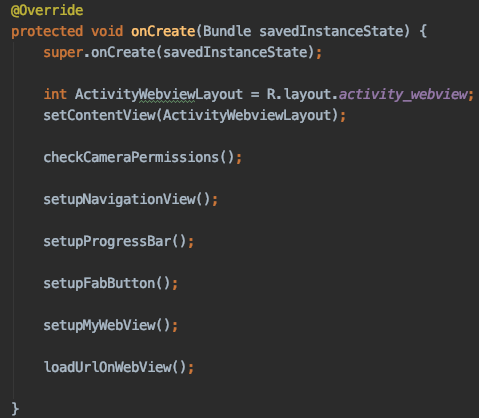 @Override
protected void onCreate(Bundle savedInstanceState) {
super.onCreate(savedInstanceState);
int ActivityWebviewLayout = R.layout.activity_webview;
setContentView(ActivityWebviewLayout);
checkCameraPermissions();
setupNavigationView();
setupProgressBar();
setupFabButton();
setupMyWebView();
loadUrlOnWebView();
}